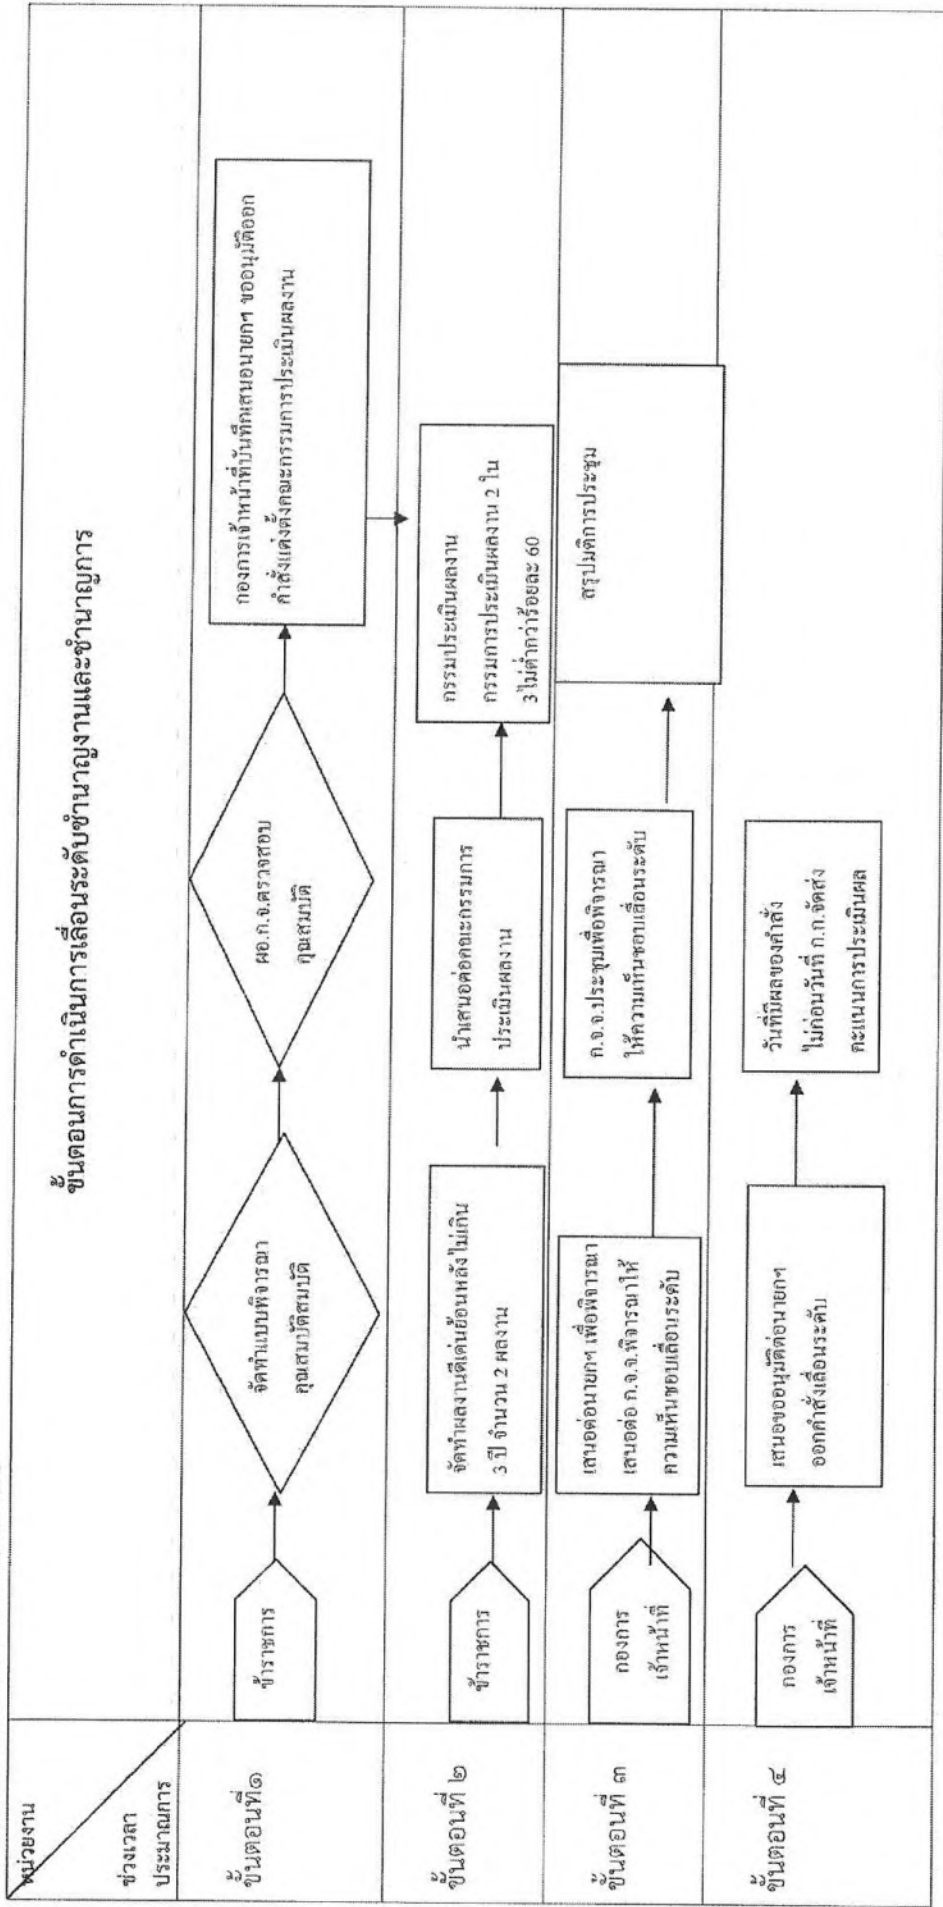 ขั้นตอนการดำเนินการเลื่อนระดับชำนาญงานและชำนาญการ
หน่วยงาน
ช่วงเวลา
ประมาณการ
ขั้นตอนที่๑
ข้าราชการ
จัดทำแบบพิจารณา
คุณสมบัติสมบัติ
ผอ.ก.จ.ตรวจสอบ
คุณสมบัติ
กองการเจ้าหน้าที่บันทึกเสนอนายกฯ ขออนุมัติออก
คำสั่งแต่งตั้งคณะกรรมการประเมินผลงาน
ขั้นตอนที่ ๒
ข้าราชการ
จัดทำผลงานดีเด่นย้อนหลังไม่เกิน
3 ปี จำนวน 2 ผลงาน
นำเสนอต่อคณะกรรมการ
ประเมินผลงาน
กรรมประเมินผลงาน
กรรมการประเมินผลงาน 2 ใน
3 ไม่ต่ำกว่าร้อยละ 60
ขั้นตอนที่ ๓
กองการ
เจ้าหน้าที่
เสนอต่อนายกฯ เพื่อพิจารณา
เสนอต่อ ก.จ.จ.พิจารณาให้
ความเห็นชอบเลื่อนระดับ
ก.จ.จ.ประชุมเพื่อพิจารณา
ให้ความเห็นชอบเลื่อนระดับ
สรุปมติการประชุม
ขั้นตอนที่ ๔
กองการ
เจ้าหน้าที่
เสนอขออนุมัติต่อนายกฯ
ออกคำสั่งเลื่อนระดับ
วันที่มีผลของคำสั่ง
ไม่ก่อนวันที่ ก.ก.จัดส่ง
คะแนนการประเมินผล